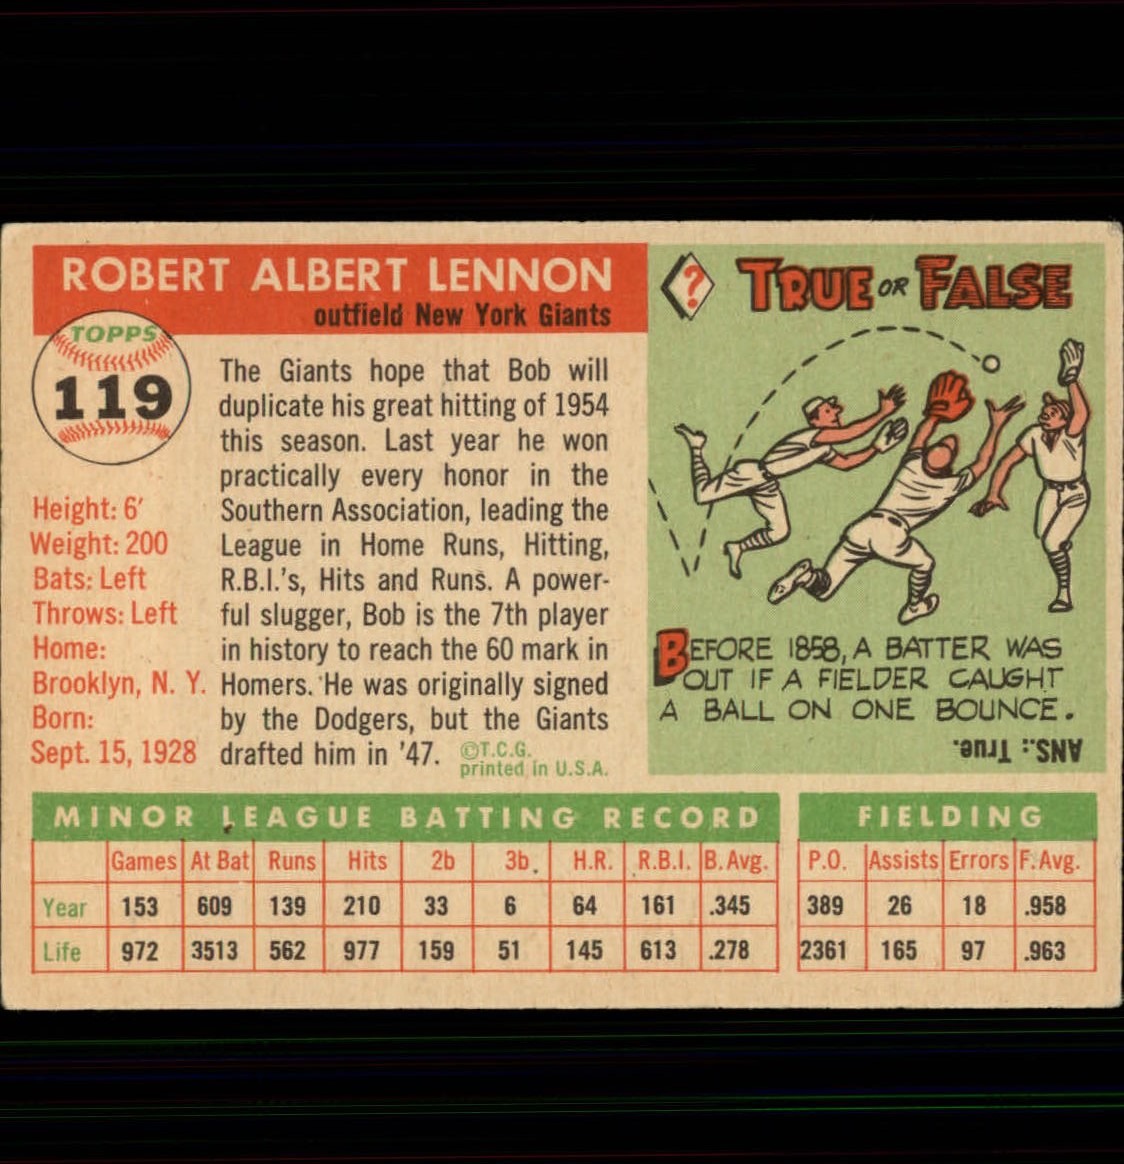 ROBERT ALBERT LENNON
outfield New York Giants
TOPPS
119
Height: 6'
Weight: 200
Bats: Left
Throws: Left
Home:
Brooklyn, N. Y.
Born:
Sept. 15, 1928
The Giants hope that Bob will
duplicate his great hitting of 1954
this season. Last year he won
practically every honor in the
Southern Association, leading the
League in Home Runs, Hitting,
R.B.I.'s, Hits and Runs. A power-
ful slugger, Bob is the 7th player
in history to reach the 60 mark in
Homers. He was originally signed
by the Dodgers, but the Giants
drafted him in '47.
©T.C.G.
printed in U.S.A.
?
TRUE OR FALSE
BEFORE 1858, A BATTER WAS
OUT IF A FIELDER CAUGHT
A BALL ON ONE BOUNCE.
ANS.: True.
MINOR LEAGUE BATTING RECORD
Games At Bat Runs Hits 2b 3b. H.R. R.B.I. B. Avg.
Year 153 609 139 210 33 6 64 161 .345
Life 972 3513 562 977 159 51 145 613 .278
FIELDING
P.O. Assists Errors F. Avg.
389 26 18 .958
2361 165 97 .963